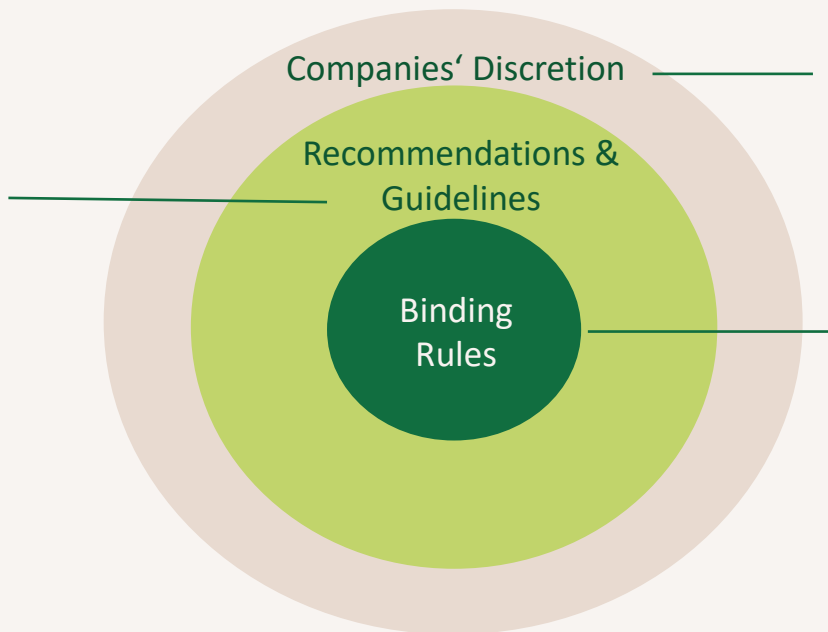 Companies‘ Discretion
Recommendations &
Guidelines
Binding
Rules